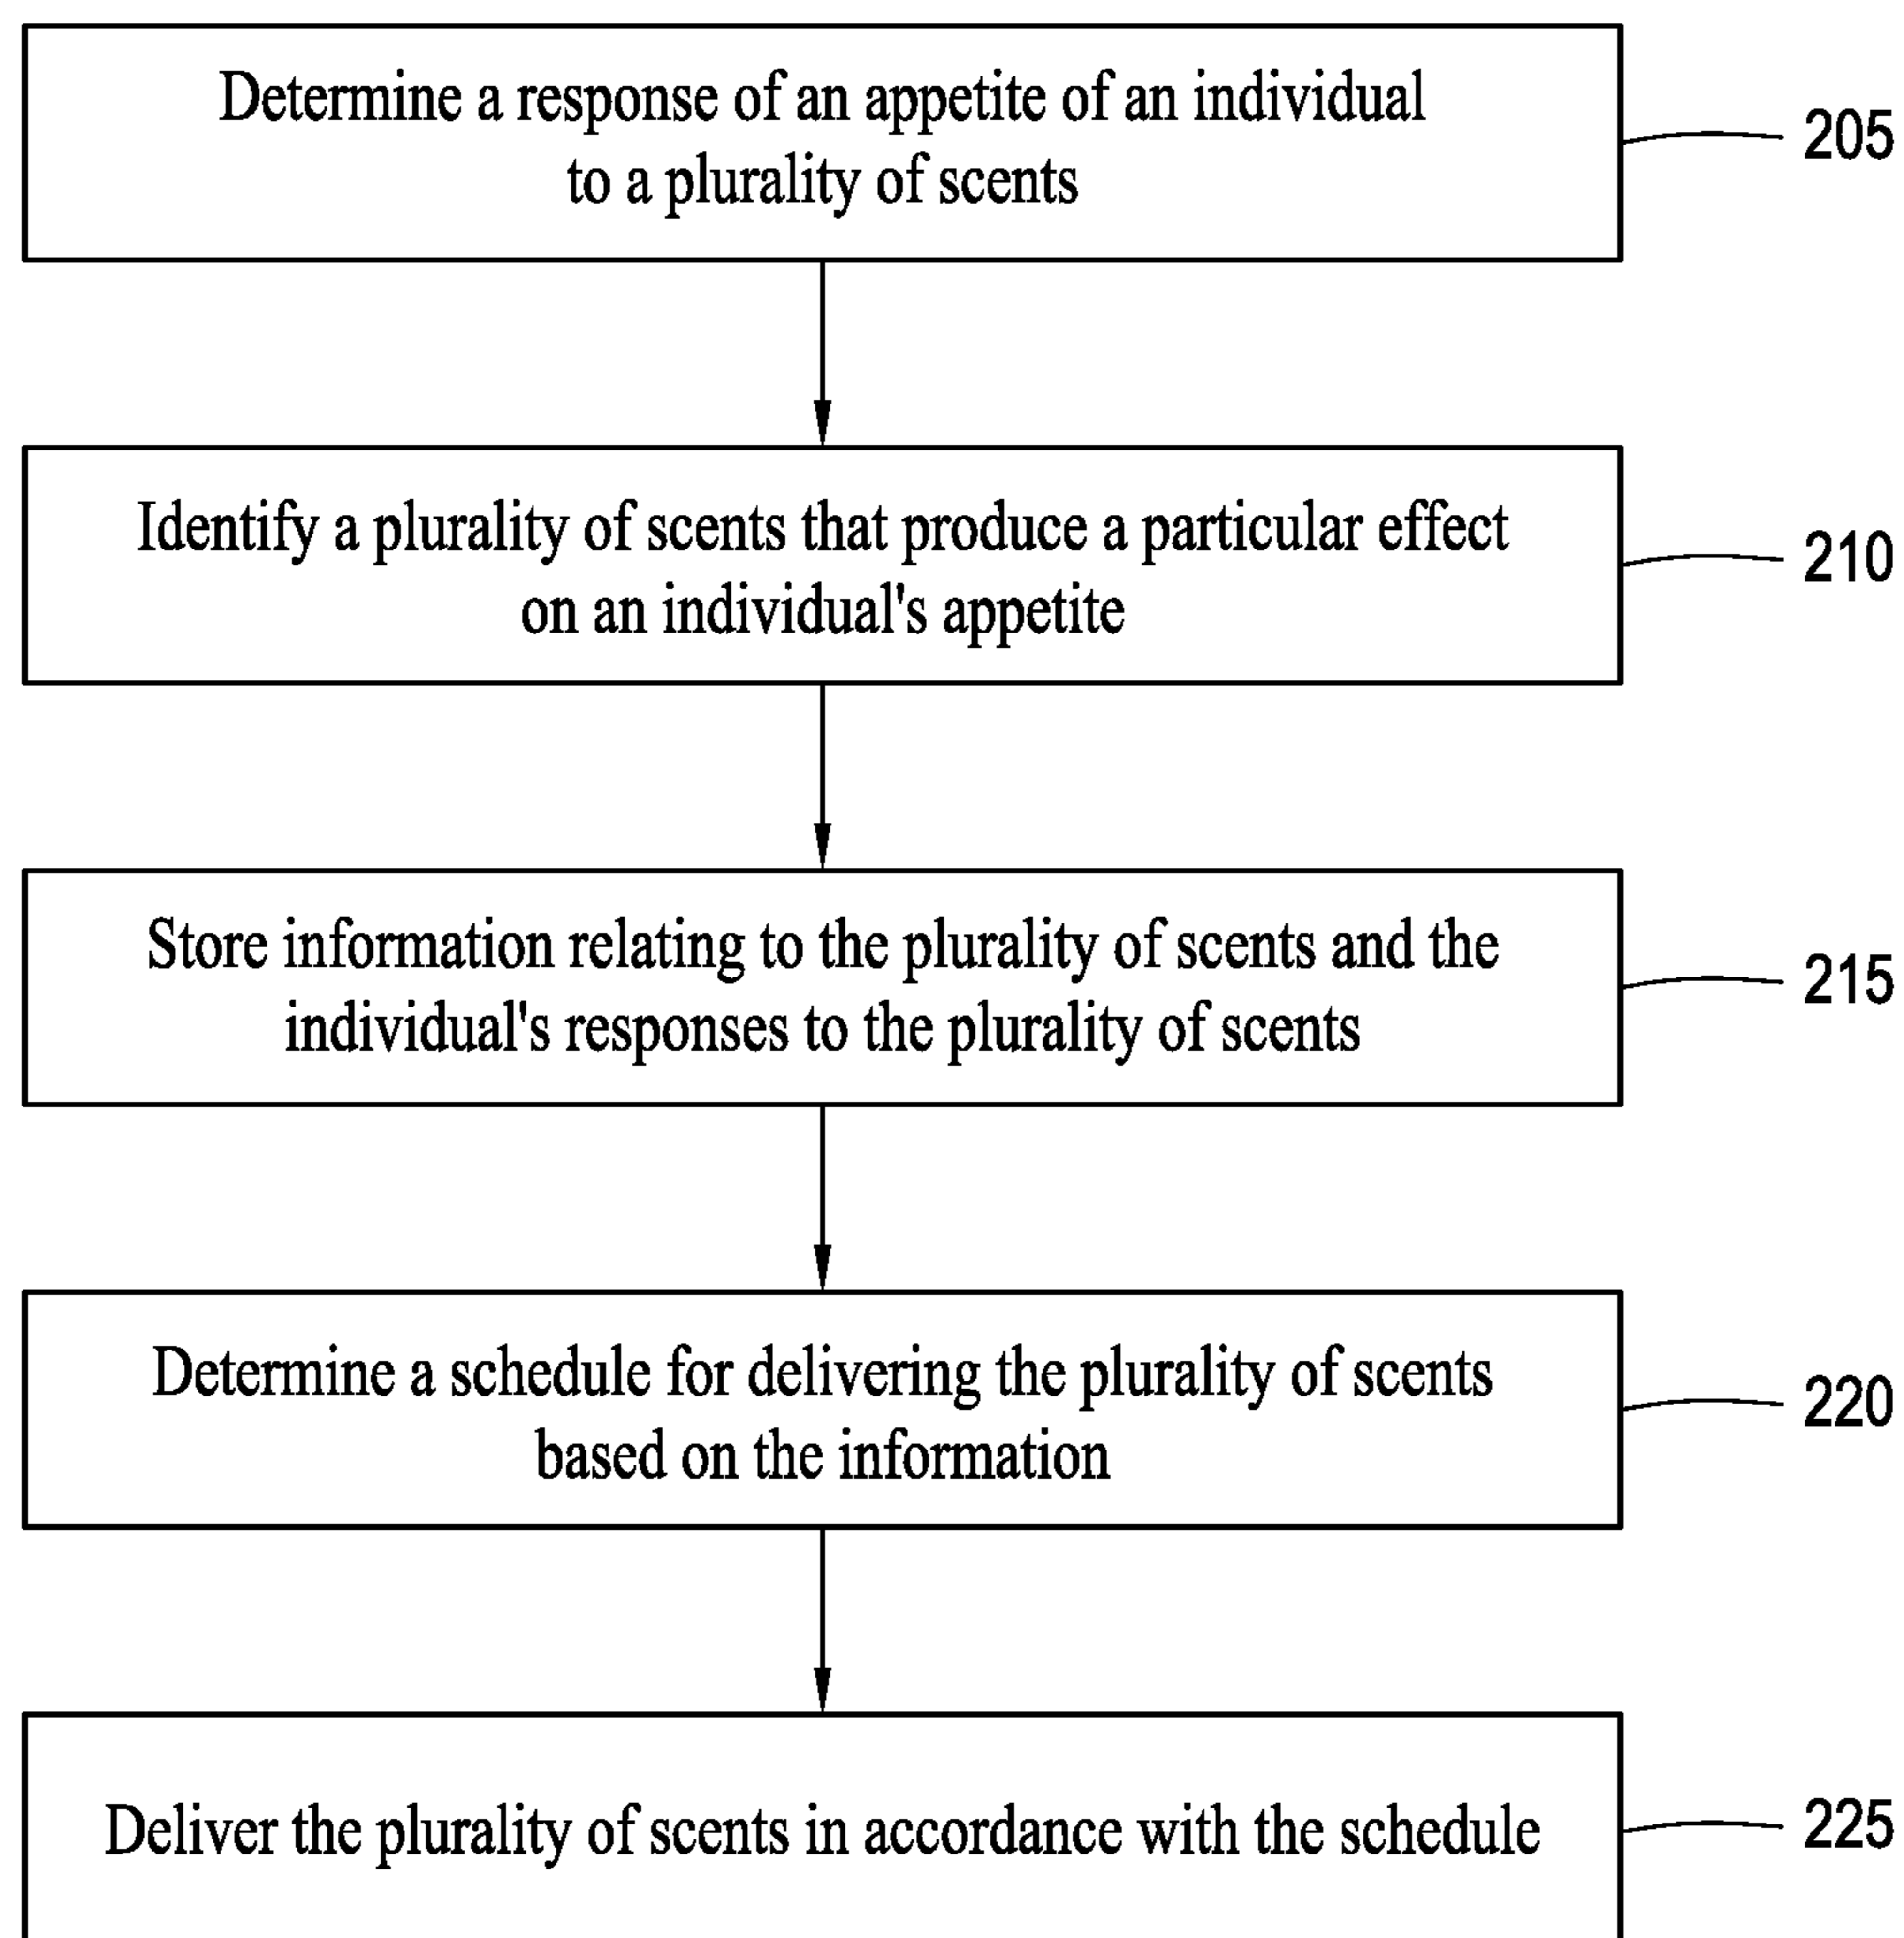 Determine a response of an appetite of an individual
to a plurality of scents
205
Identify a plurality of scents that produce a particular effect
on an individual's appetite
210
Store information relating to the plurality of scents and the
individual's responses to the plurality of scents
215
Determine a schedule for delivering the plurality of scents
based on the information
220
Deliver the plurality of scents in accordance with the schedule
225